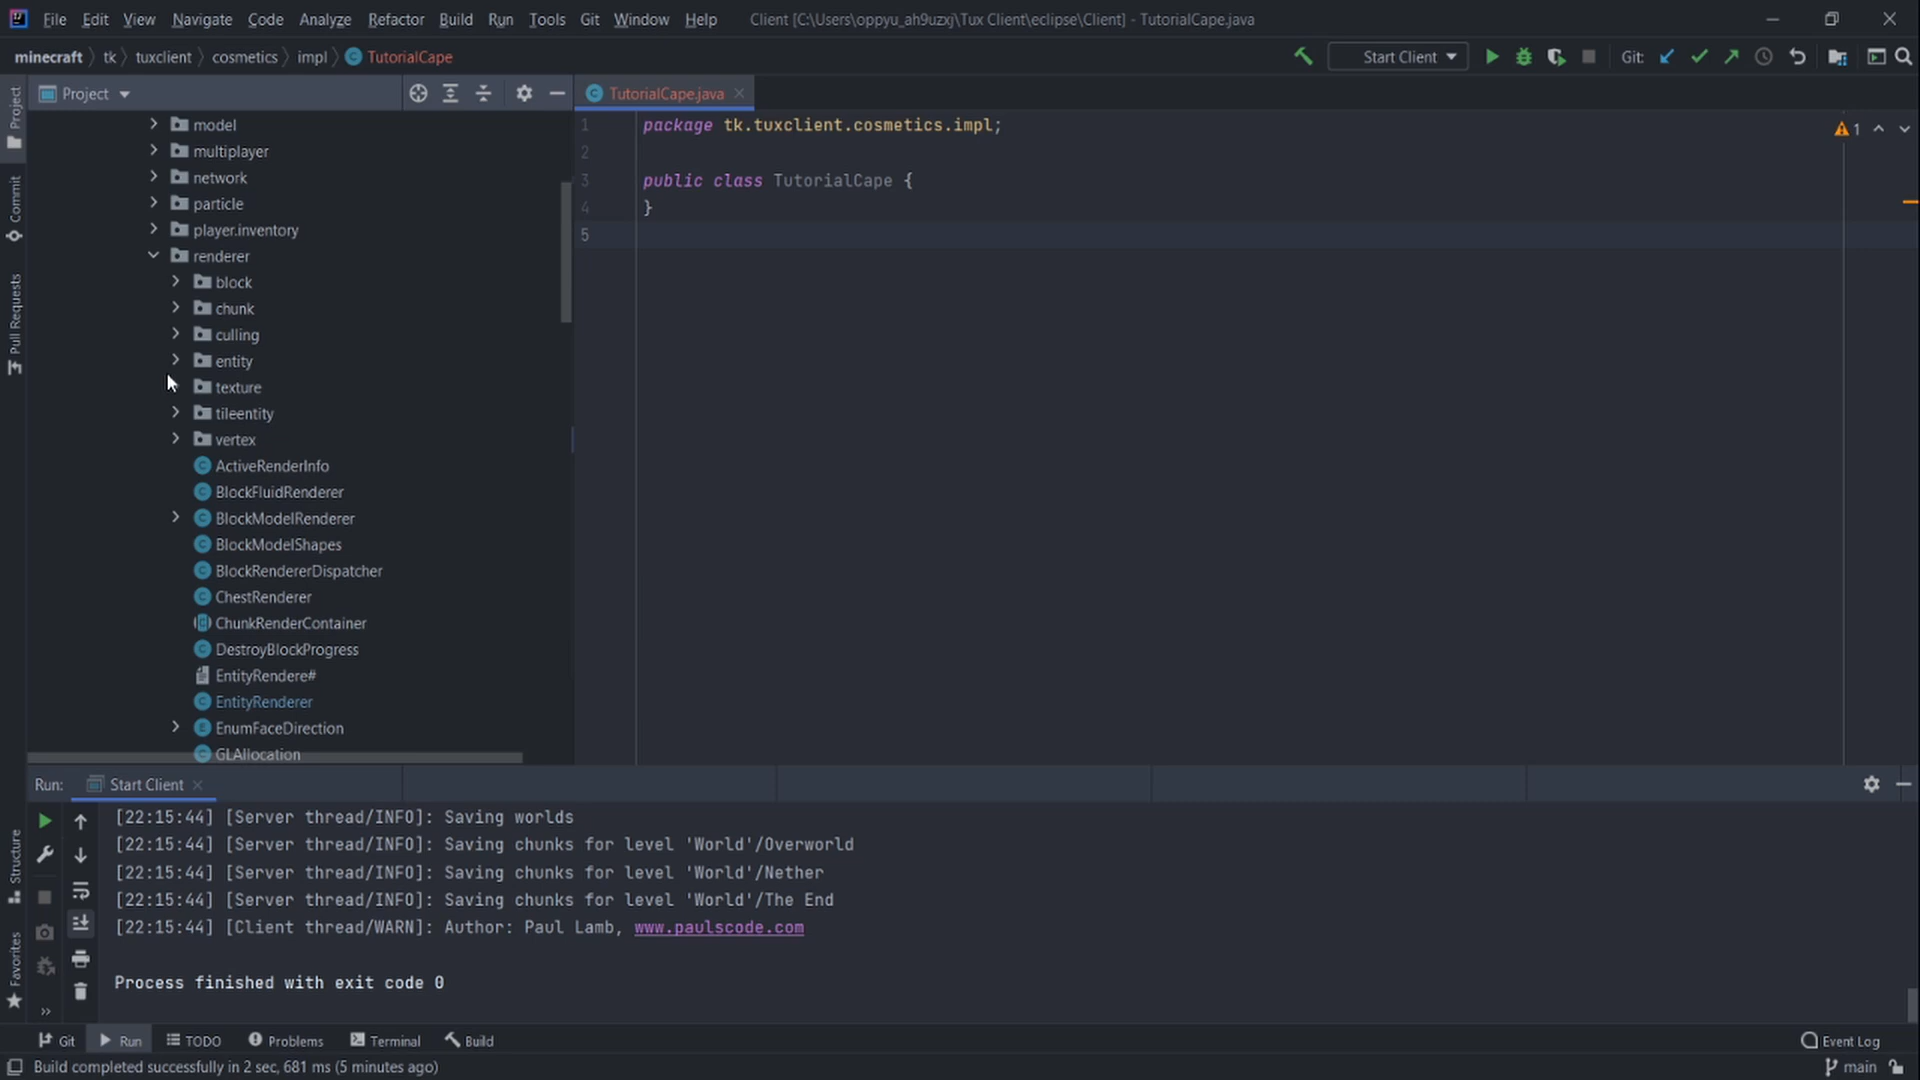 File Edit View Navigate Code Analyze Refactor Build Run Tools Git Window Help Client [C:\Users\oppyu_ah9uzxj\Tux Client\eclipse\Client] - TutorialCape.java
minecraft tk tuxclient cosmetics impl TutorialCape Start Client Git:
Project TutorialCape.java
Project
Commit
Pull Requests
model
multiplayer
network
particle
player.inventory
renderer
block
chunk
culling
entity
texture
tileentity
vertex
ActiveRenderInfo
BlockFluidRenderer
BlockModelRenderer
BlockModelShapes
BlockRendererDispatcher
ChestRenderer
ChunkRenderContainer
DestroyBlockProgress
EntityRendere#
EntityRenderer
EnumFaceDirection
GLAllocation
1 package tk.tuxclient.cosmetics.impl;
2
3 public class TutorialCape {
4 }
5
1
Run: Start Client
Structure
Favorites
[22:15:44] [Server thread/INFO]: Saving worlds
[22:15:44] [Server thread/INFO]: Saving chunks for level 'World'/Overworld
[22:15:44] [Server thread/INFO]: Saving chunks for level 'World'/Nether
[22:15:44] [Server thread/INFO]: Saving chunks for level 'World'/The End
[22:15:44] [Client thread/WARN]: Author: Paul Lamb, www.paulscode.com
Process finished with exit code 0
Git Run TODO Problems Terminal Build Event Log
Build completed successfully in 2 sec, 681 ms (5 minutes ago) main